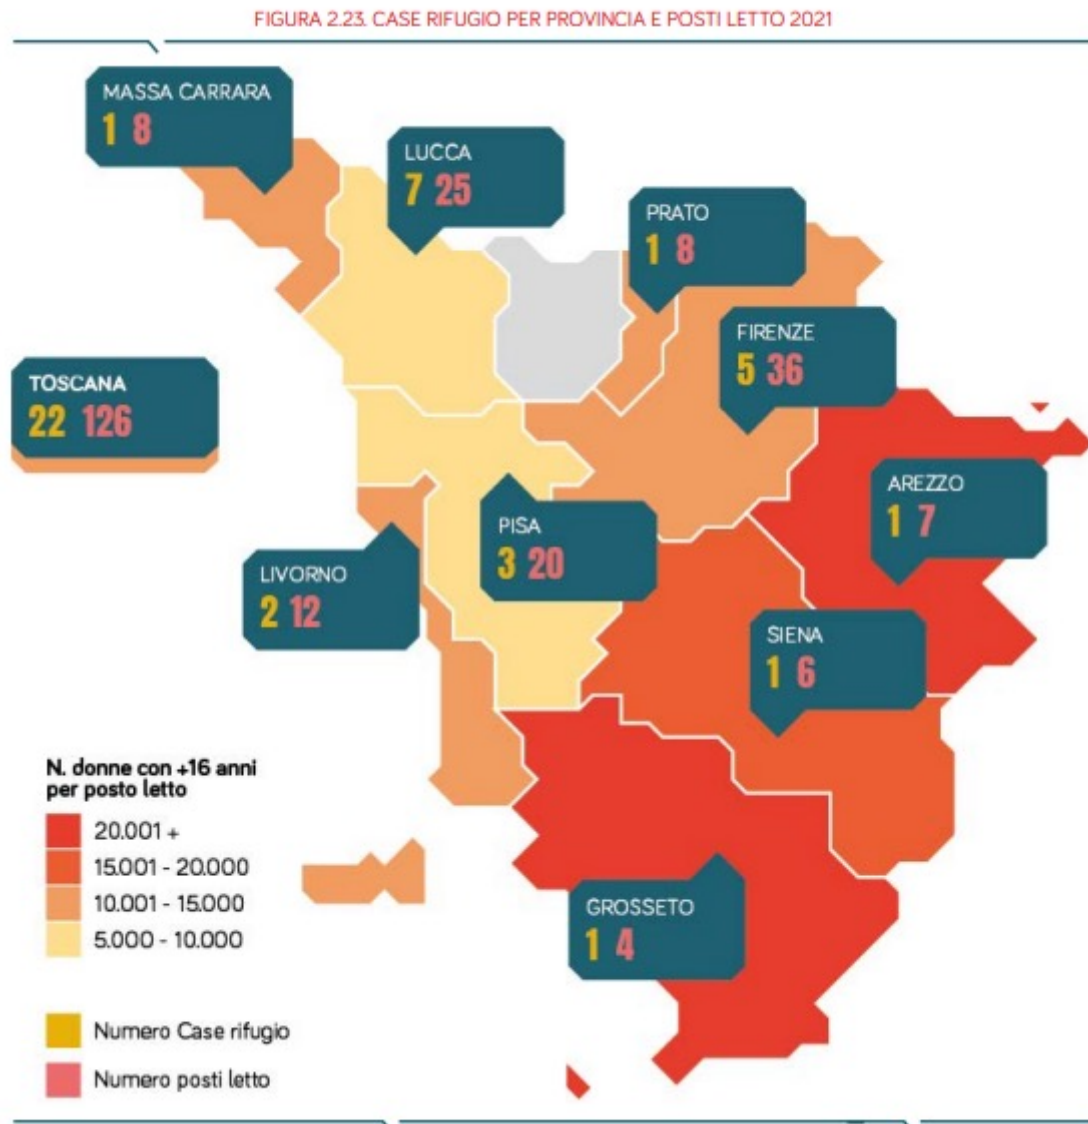 FIGURA 2.23. CASE RIFUGIO PER PROVINCIA E POSTI LETTO 2021
MASSA CARRARA
1 8
LUCCA
7 25
PRATO
1 8
FIRENZE
5 36
TOSCANA
22 126
AREZZO
1 7
PISA
3 20
LIVORNO
2 12
SIENA
1 6
N. donne con +16 anni
per posto letto
20.001 +
15.001 - 20.000
10.001 - 15.000
5.000 - 10.000
GROSSETO
1 4
Numero Case rifugio
Numero posti letto